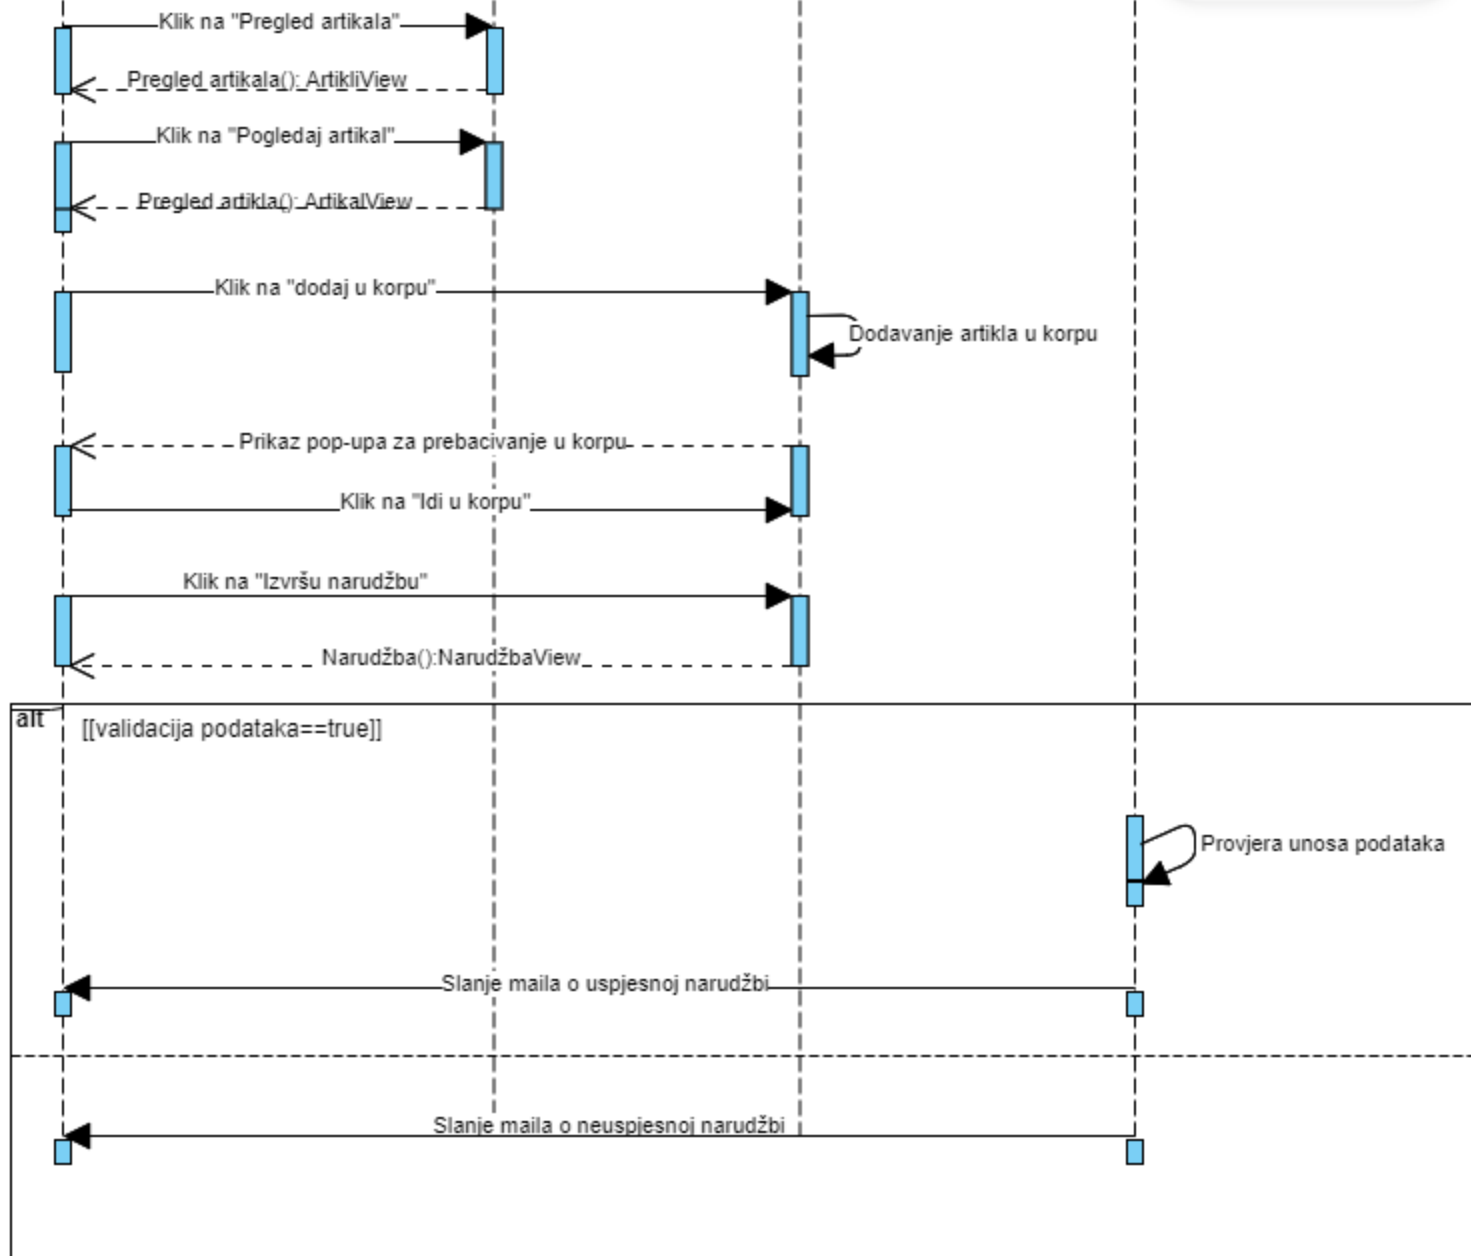 Klik na "Pregled artikala"
Pregled artikala(): ArtikliView
Klik na "Pogledaj artikal"
Pregled artikla(): ArtikalView
Klik na "dodaj u korpu"
Dodavanje artikla u korpu
Prikaz pop-upa za prebacivanje u korpu
Klik na "Idi u korpu"
Klik na "Izvršu narudžbu"
Narudžba():NarudžbaView
alt
[[validacija podataka==true]]
Provjera unosa podataka
Slanje maila o uspjesnoj narudžbi
Slanje maila o neuspjesnoj narudžbi